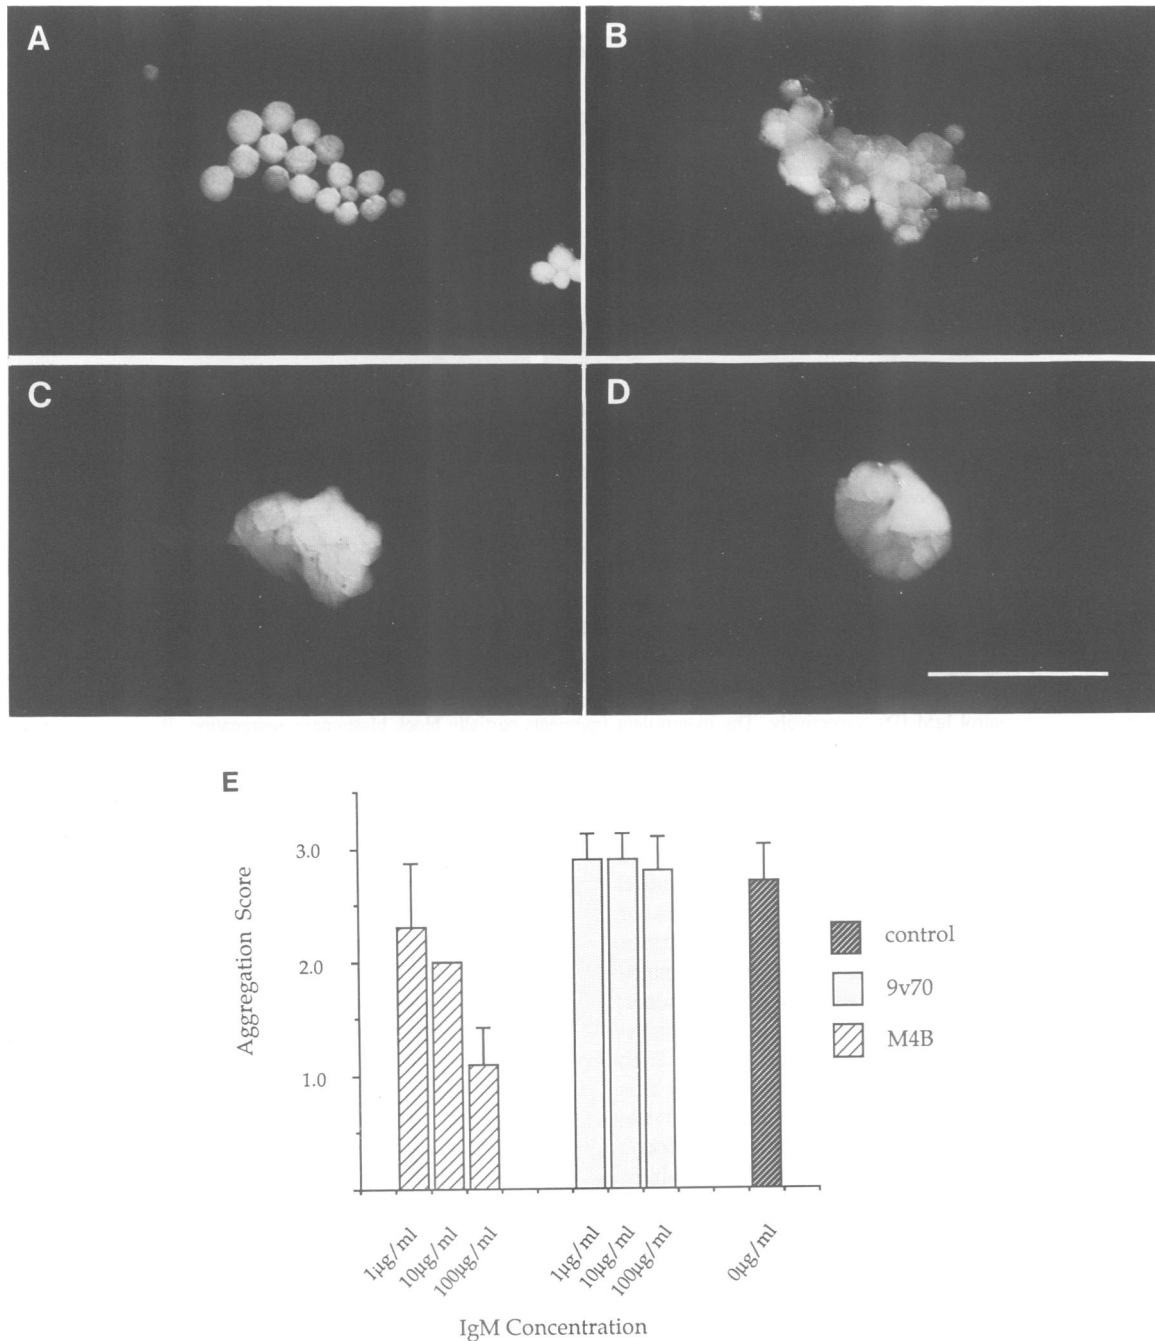 A
B
C
D
E
3.0
2.0
1.0
Aggregation Score
1µg/ml
10µg/ml
100µg/ml
1µg/ml
10µg/ml
100µg/ml
0µg/ml
IgM Concentration
control
9v70
M4B